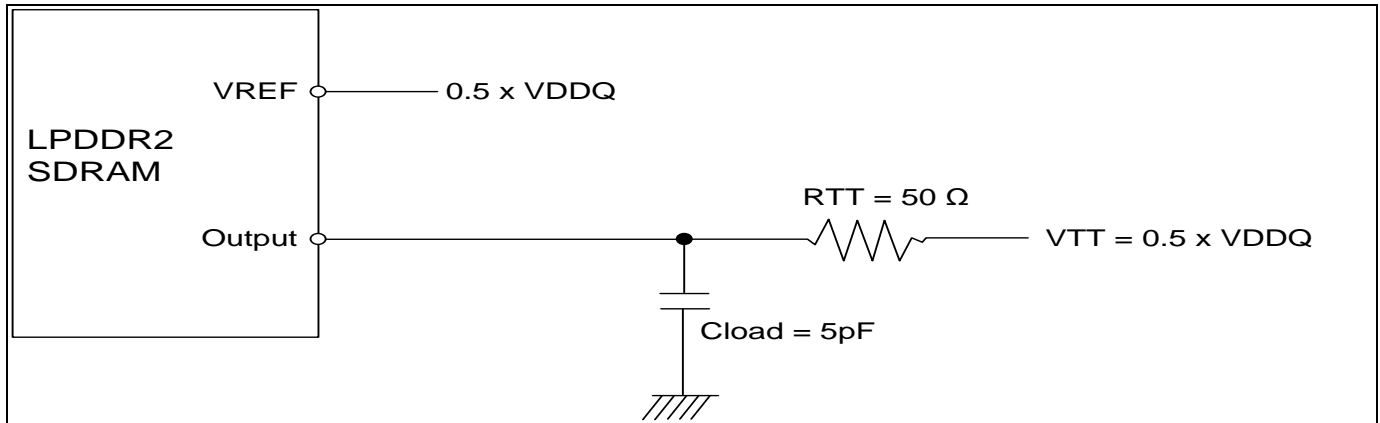 VREF
0.5 x VDDQ
LPDDR2
SDRAM
RTT = 50 Ω
Output
VTT = 0.5 x VDDQ
Cload = 5pF